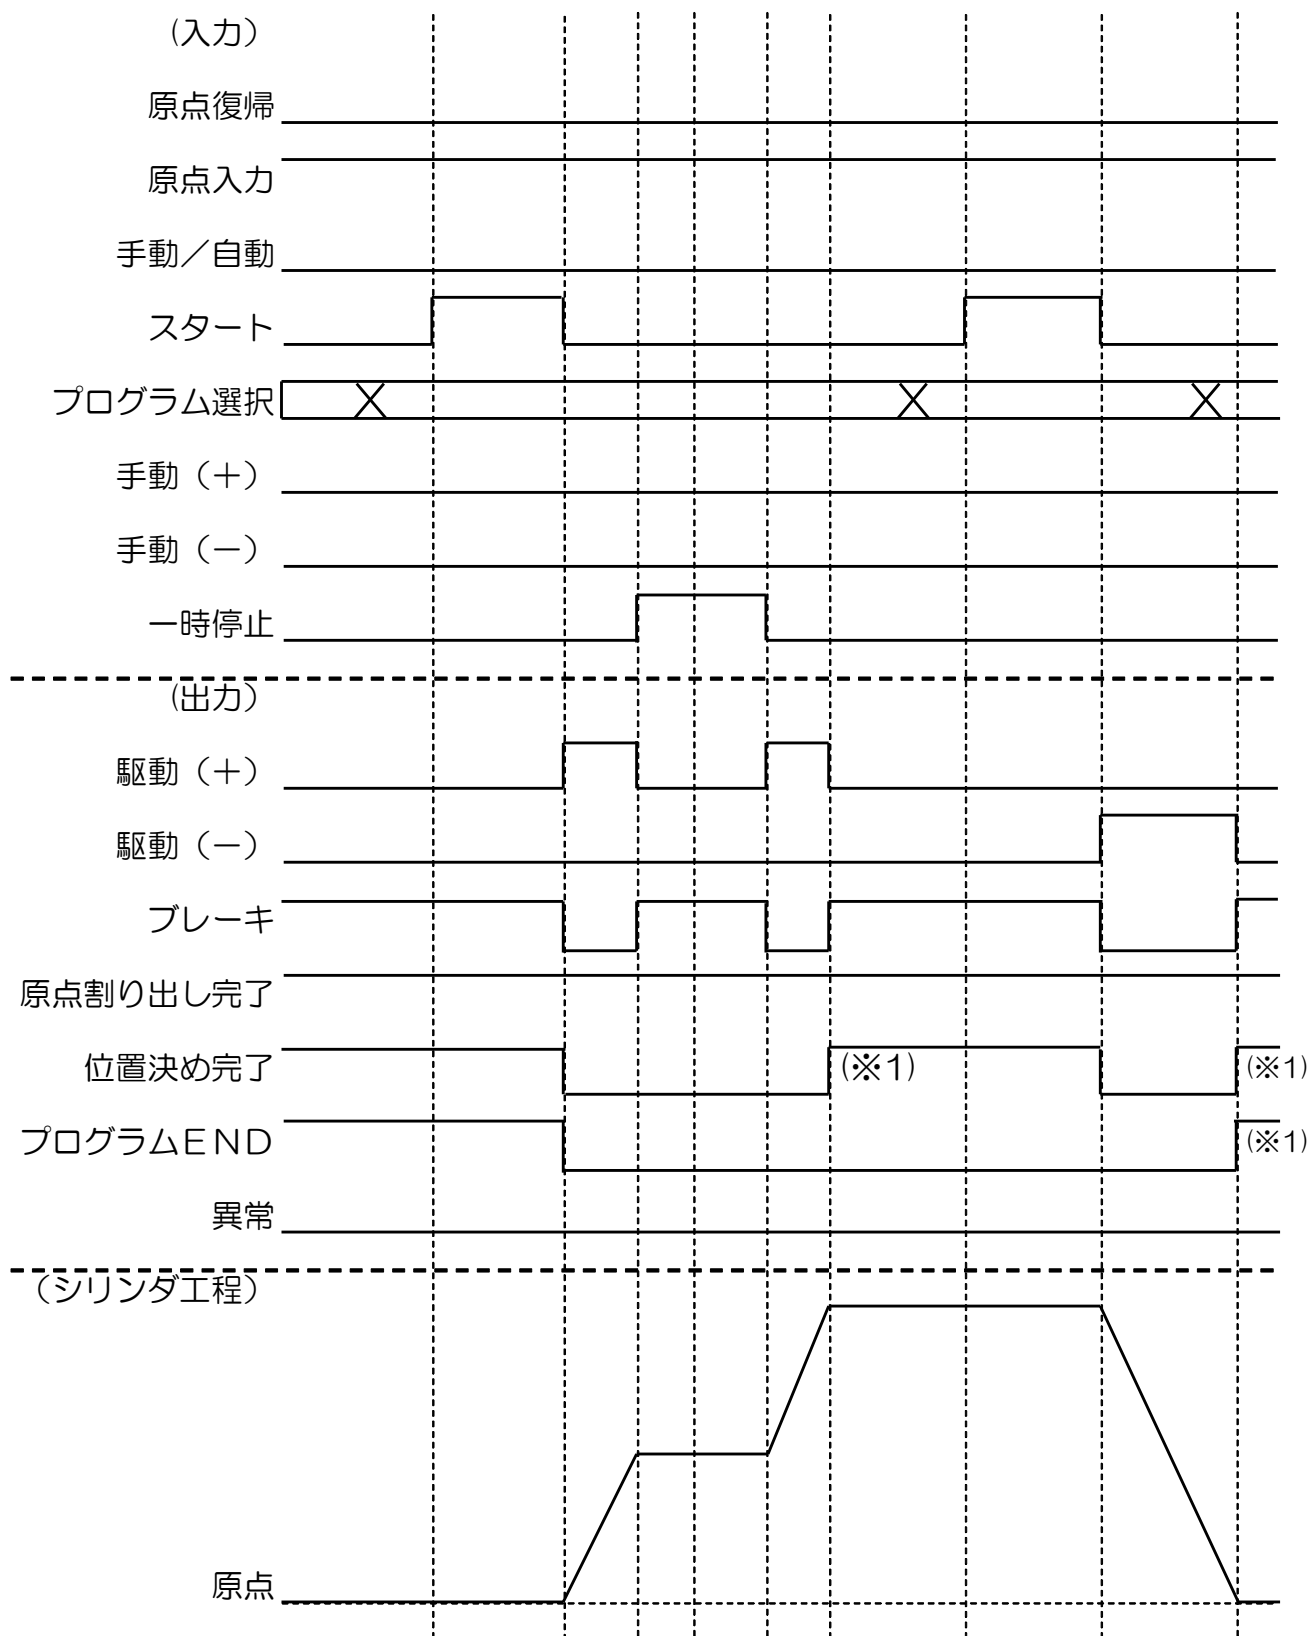 (入力）
原点復帰
原点入力
手動／自動
スタート
プログラム選択
手動（＋）
手動（－）
一時停止
(出力）
駆動（＋）
駆動（－）
ブレーキ
原点割り出し完了
位置決め完了 (※1) (※1)
プログラムＥＮＤ (※1)
異常
（シリンダ工程）
原点